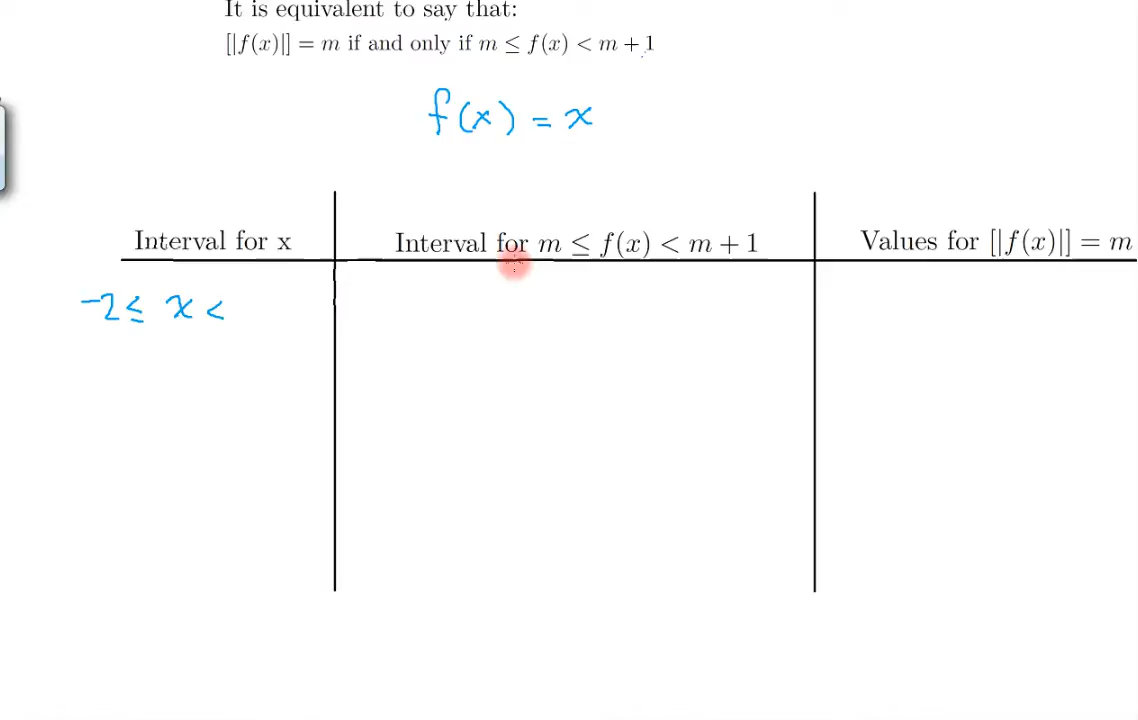 It is equivalent to say that:
[|f(x)|] = m if and only if m ≤ f(x) < m + 1
f(x) = x
Interval for x
Interval for m ≤ f(x) < m + 1
Values for [|f(x)|] = m
-2 ≤ x <